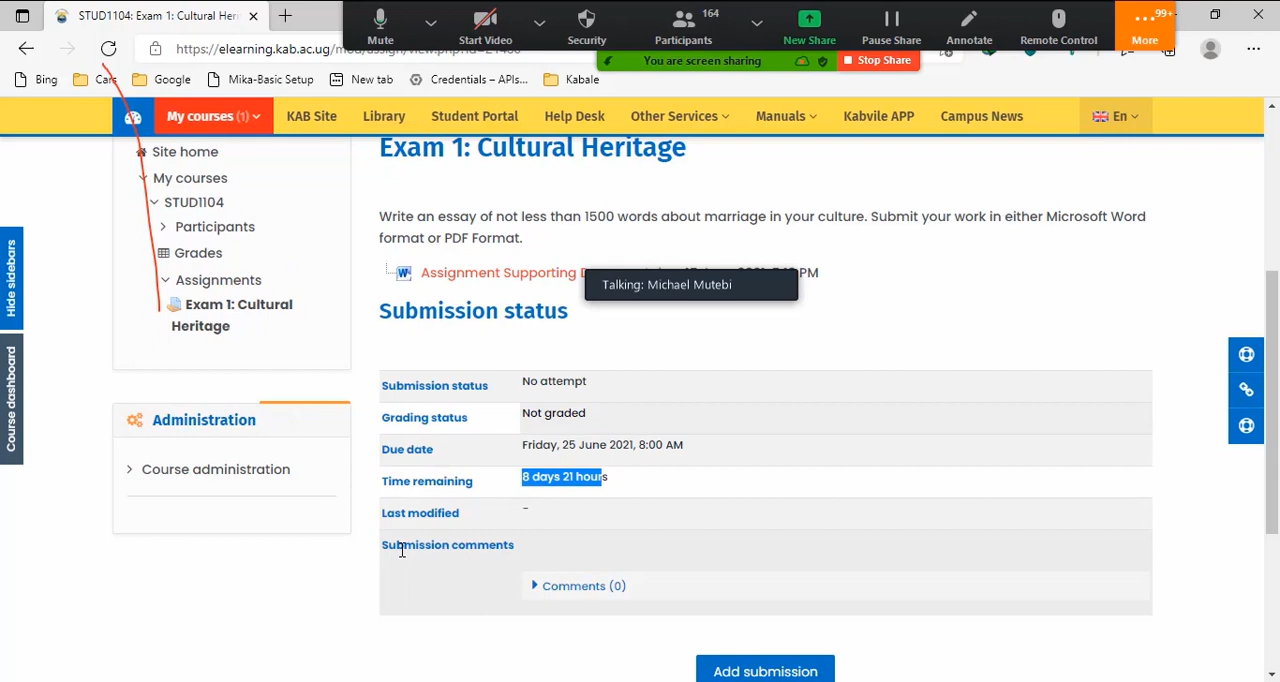 STUD1104: Exam 1: Cultural Heri
Mute
Start Video
Security
164
Participants
New Share
Pause Share
Annotate
Remote Control
99+
More
https://elearning.kab.ac.ug/
You are screen sharing
Stop Share
Bing
Cars
Google
Mika-Basic Setup
New tab
Credentials – APIs...
Kabale
My courses (1)
KAB Site
Library
Student Portal
Help Desk
Other Services
Manuals
Kabvile APP
Campus News
En
Hide sidebars
Course dashboard
Site home
My courses
STUD1104
Participants
Grades
Assignments
Exam 1: Cultural
Heritage
Administration
Course administration
Exam 1: Cultural Heritage
Write an essay of not less than 1500 words about marriage in your culture. Submit your work in either Microsoft Word
format or PDF Format.
Assignment Supporting
PM
Talking: Michael Mutebi
Submission status
Submission status No attempt
Grading status Not graded
Due date Friday, 25 June 2021, 8:00 AM
Time remaining 8 days 21 hours
Last modified -
Submission comments
Comments (0)
Add submission